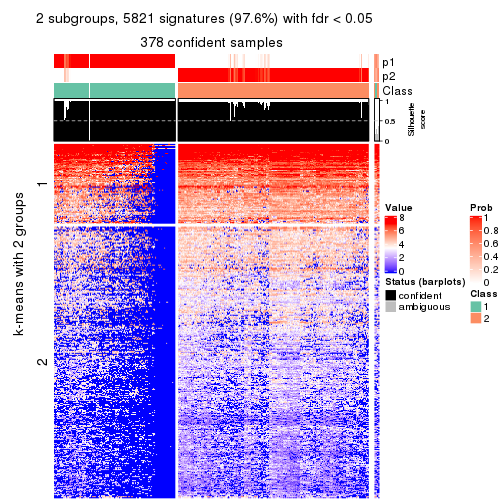 2 subgroups, 5821 signatures (97.6%) with fdr < 0.05
378 confident samples
p1
p2
Class
1
0.5
0
Silhouette
score
k-means with 2 groups
1
2
Value
8
6
4
2
0
Status (barplots)
confident
ambiguous
Prob
1
0.8
0.6
0.4
0.2
0
Class
1
2